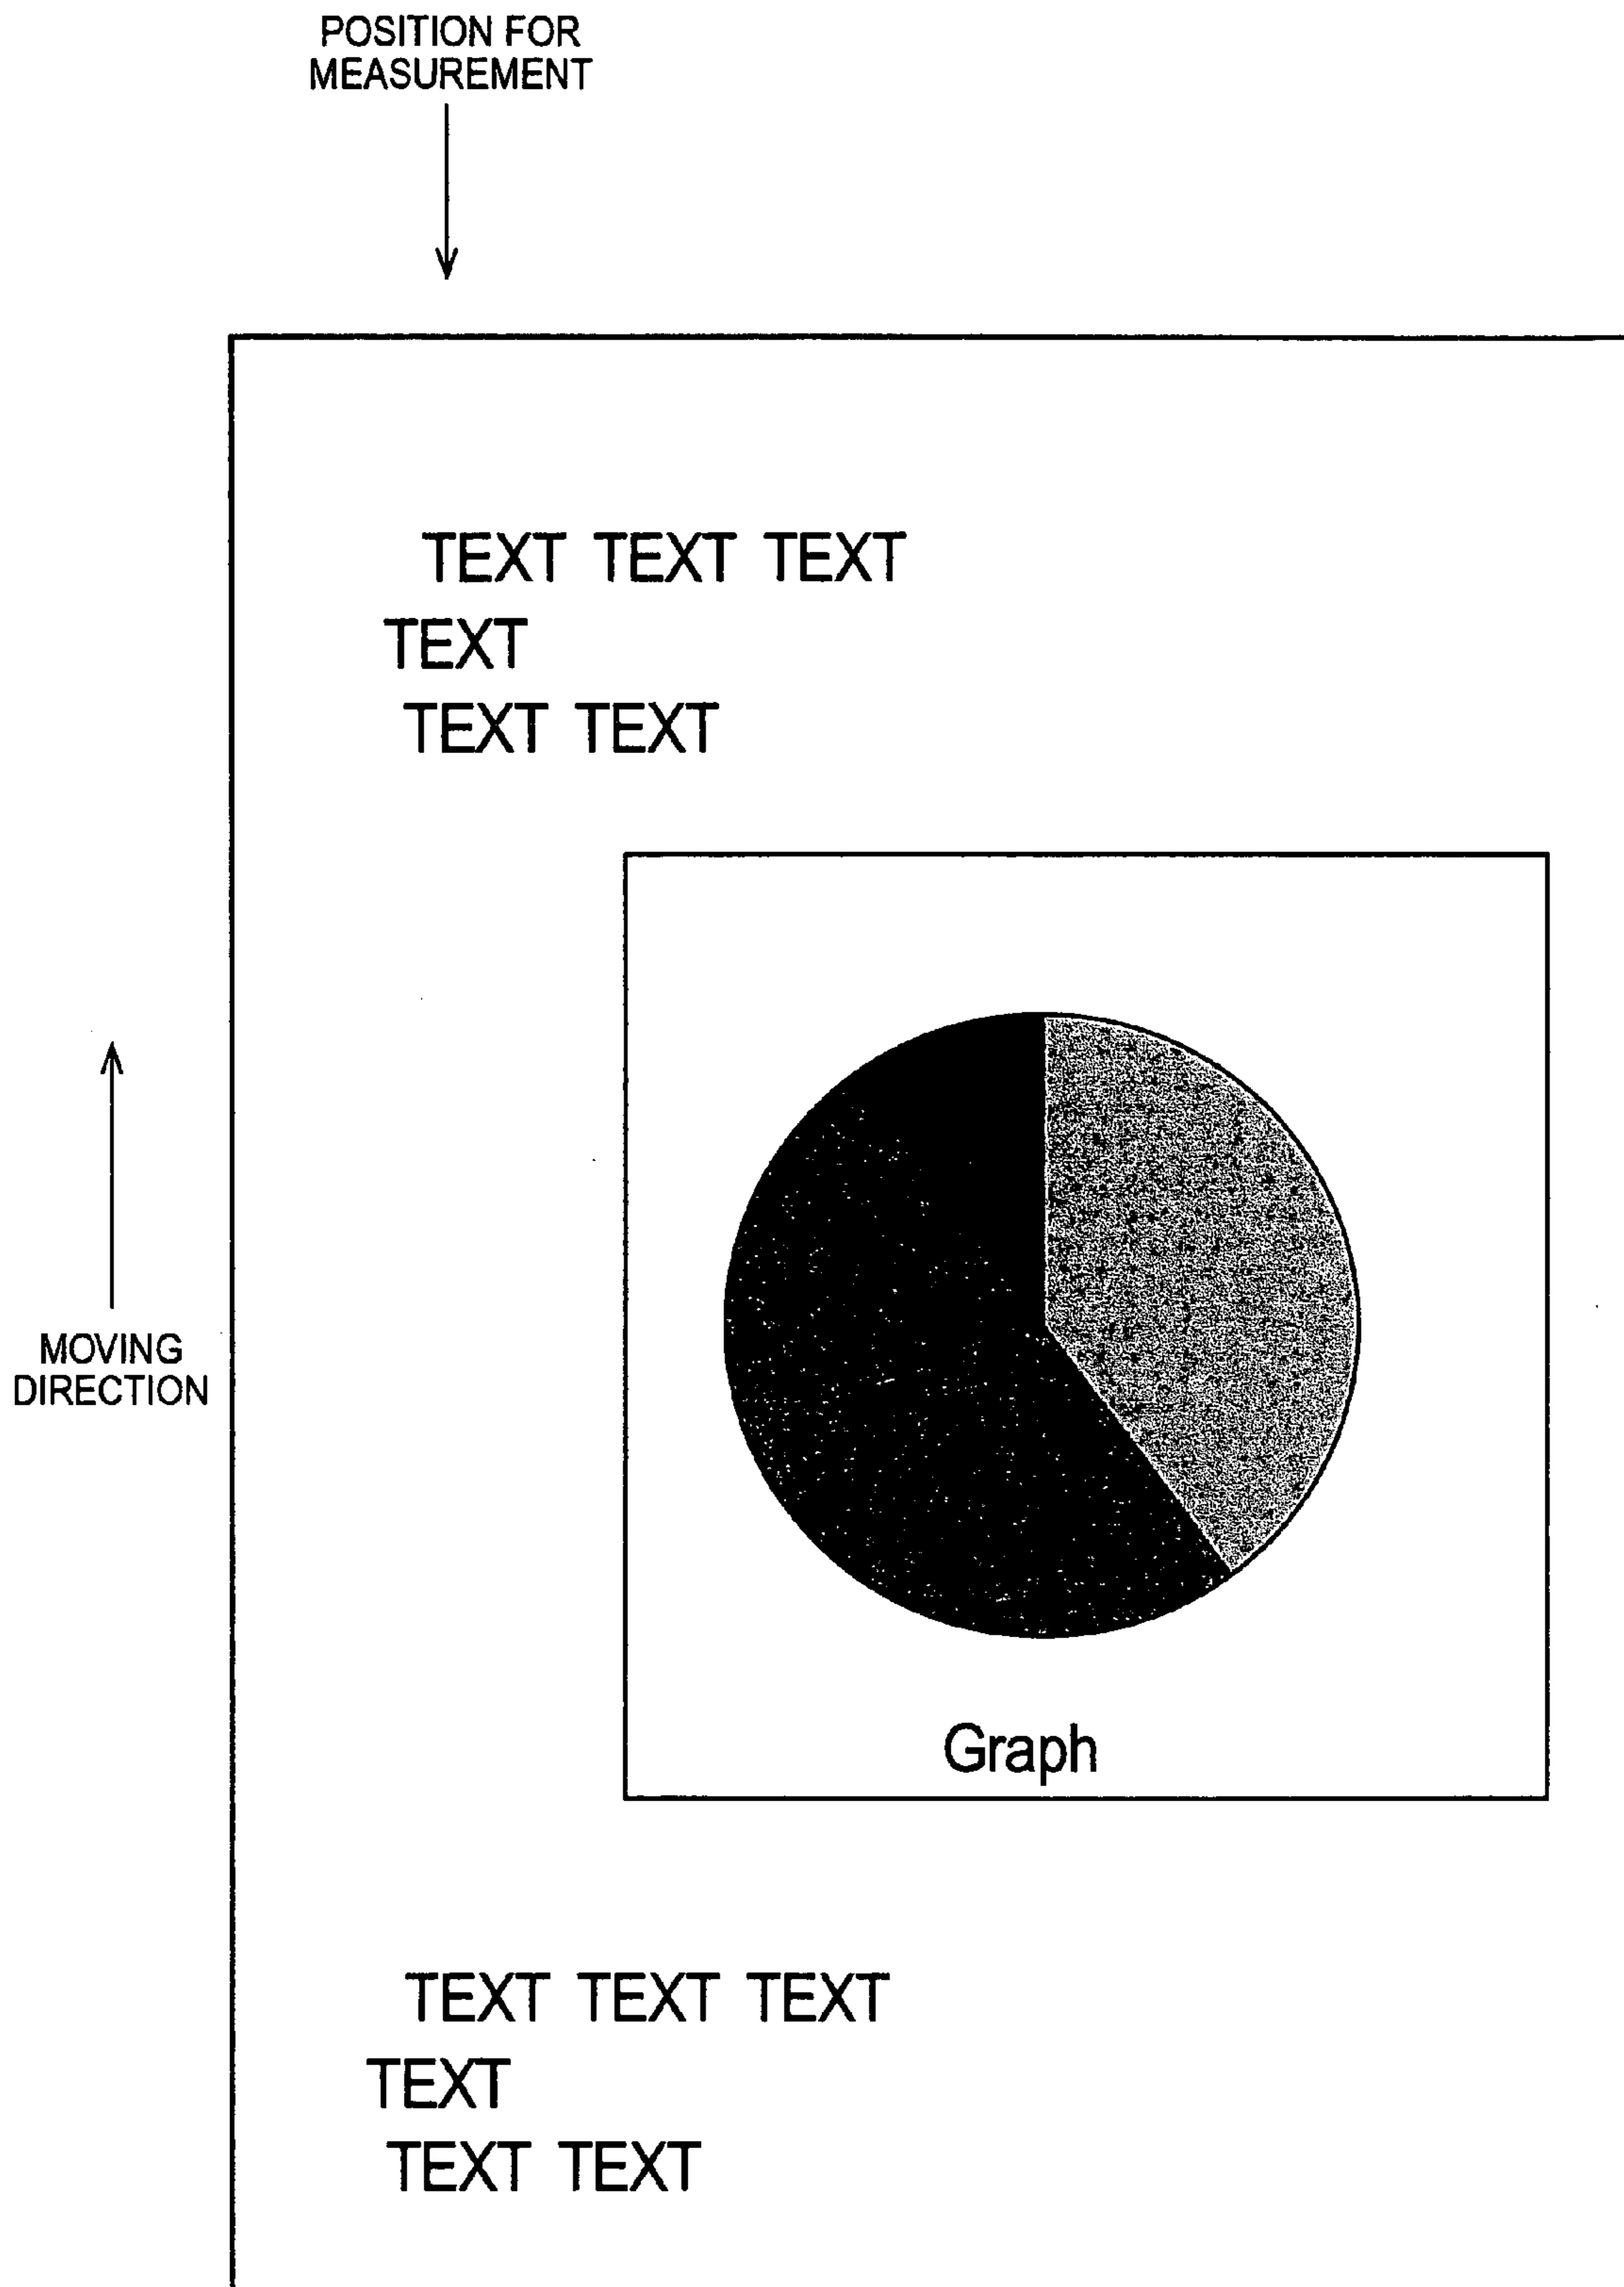 POSITION FOR
MEASUREMENT
TEXT TEXT TEXT
TEXT
TEXT TEXT
MOVING
DIRECTION
Graph
TEXT TEXT TEXT
TEXT
TEXT TEXT